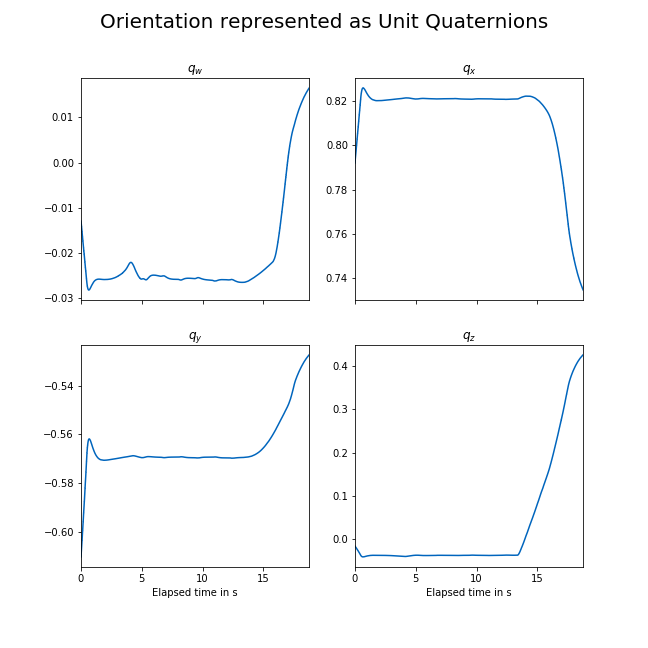 Orientation represented as Unit Quaternions
q_w
q_x
0.01
0.00
−0.01
−0.02
−0.03
0.82
0.80
0.78
0.76
0.74
q_y
q_z
−0.54
−0.56
−0.58
−0.60
0.4
0.3
0.2
0.1
0.0
0 5 10 15
0 5 10 15
Elapsed time in s
Elapsed time in s